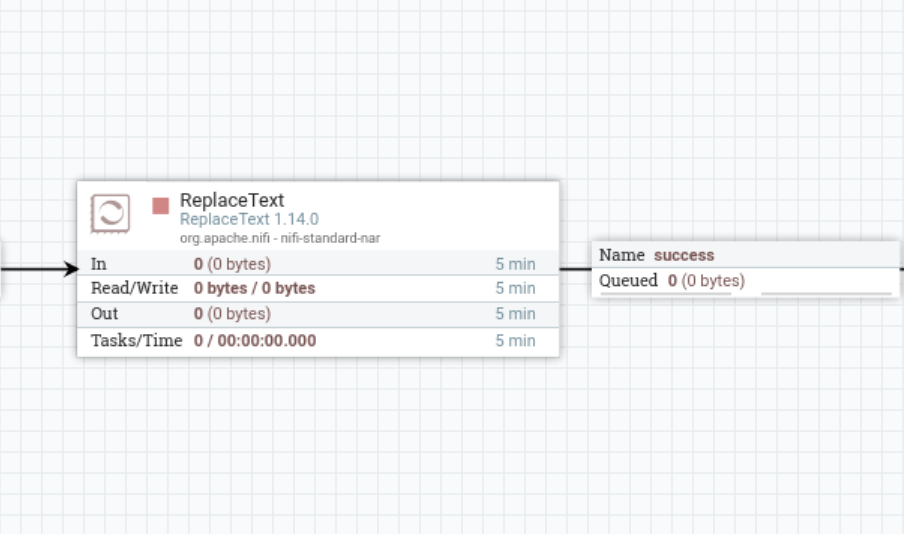 ReplaceText
ReplaceText 1.14.0
org.apache.nifi - nifi-standard-nar
In 0 (0 bytes) 5 min
Read/Write 0 bytes / 0 bytes 5 min
Out 0 (0 bytes) 5 min
Tasks/Time 0 / 00:00:00.000 5 min
Name success
Queued 0 (0 bytes)